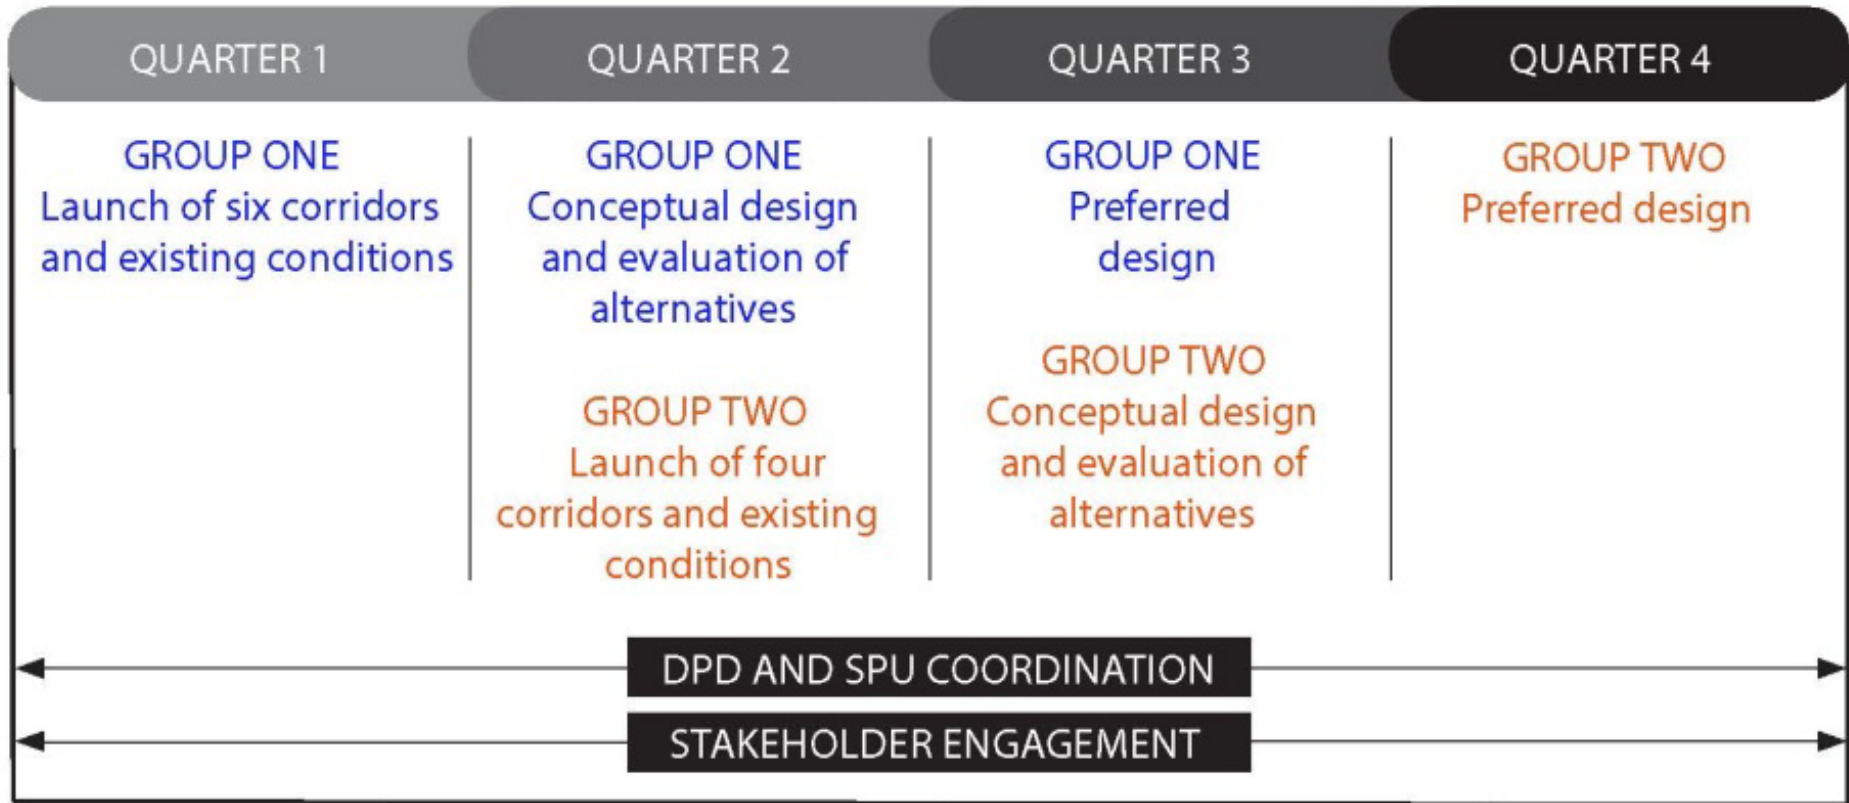 QUARTER 1
QUARTER 2
QUARTER 3
QUARTER 4
GROUP ONE
Launch of six corridors
and existing conditions
GROUP ONE
Conceptual design
and evaluation of
alternatives
GROUP TWO
Launch of four
corridors and existing
conditions
GROUP ONE
Preferred
design
GROUP TWO
Conceptual design
and evaluation of
alternatives
GROUP TWO
Preferred design
DPD AND SPU COORDINATION
STAKEHOLDER ENGAGEMENT